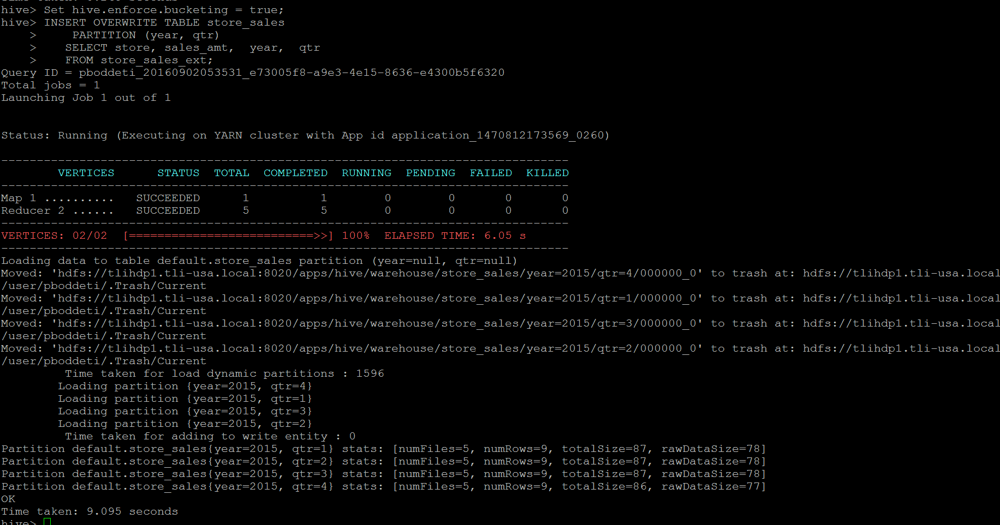 hive> Set hive.enforce.bucketing = true;
hive> INSERT OVERWRITE TABLE store_sales
    >     PARTITION (year, qtr)
    >    SELECT store, sales_amt,  year,  qtr
    >    FROM store_sales_ext;
Query ID = pboddeti_20160902053531_e73005f8-a9e3-4e15-8636-e4300b5f6320
Total jobs = 1
Launching Job 1 out of 1
Status: Running (Executing on YARN cluster with App id application_1470812173569_0260)
--------------------------------------------------------------------------------
        VERTICES      STATUS  TOTAL  COMPLETED  RUNNING  PENDING  FAILED  KILLED
--------------------------------------------------------------------------------
Map 1 ..........   SUCCEEDED      1          1        0        0       0       0
Reducer 2 ......   SUCCEEDED      5          5        0        0       0       0
--------------------------------------------------------------------------------
VERTICES: 02/02  [==========================>>] 100%  ELAPSED TIME: 6.05 s
--------------------------------------------------------------------------------
Loading data to table default.store_sales partition (year=null, qtr=null)
Moved: 'hdfs://tlihdp1.tli-usa.local:8020/apps/hive/warehouse/store_sales/year=2015/qtr=4/000000_0' to trash at: hdfs://tlihdp1.tli-usa.local
/user/pboddeti/.Trash/Current
Moved: 'hdfs://tlihdp1.tli-usa.local:8020/apps/hive/warehouse/store_sales/year=2015/qtr=1/000000_0' to trash at: hdfs://tlihdp1.tli-usa.local
/user/pboddeti/.Trash/Current
Moved: 'hdfs://tlihdp1.tli-usa.local:8020/apps/hive/warehouse/store_sales/year=2015/qtr=3/000000_0' to trash at: hdfs://tlihdp1.tli-usa.local
/user/pboddeti/.Trash/Current
Moved: 'hdfs://tlihdp1.tli-usa.local:8020/apps/hive/warehouse/store_sales/year=2015/qtr=2/000000_0' to trash at: hdfs://tlihdp1.tli-usa.local
/user/pboddeti/.Trash/Current
         Time taken for load dynamic partitions : 1596
        Loading partition {year=2015, qtr=4}
        Loading partition {year=2015, qtr=1}
        Loading partition {year=2015, qtr=3}
        Loading partition {year=2015, qtr=2}
         Time taken for adding to write entity : 0
Partition default.store_sales{year=2015, qtr=1} stats: [numFiles=5, numRows=9, totalSize=87, rawDataSize=78]
Partition default.store_sales{year=2015, qtr=2} stats: [numFiles=5, numRows=9, totalSize=87, rawDataSize=78]
Partition default.store_sales{year=2015, qtr=3} stats: [numFiles=5, numRows=9, totalSize=87, rawDataSize=78]
Partition default.store_sales{year=2015, qtr=4} stats: [numFiles=5, numRows=9, totalSize=86, rawDataSize=77]
OK
Time taken: 9.095 seconds
hive>